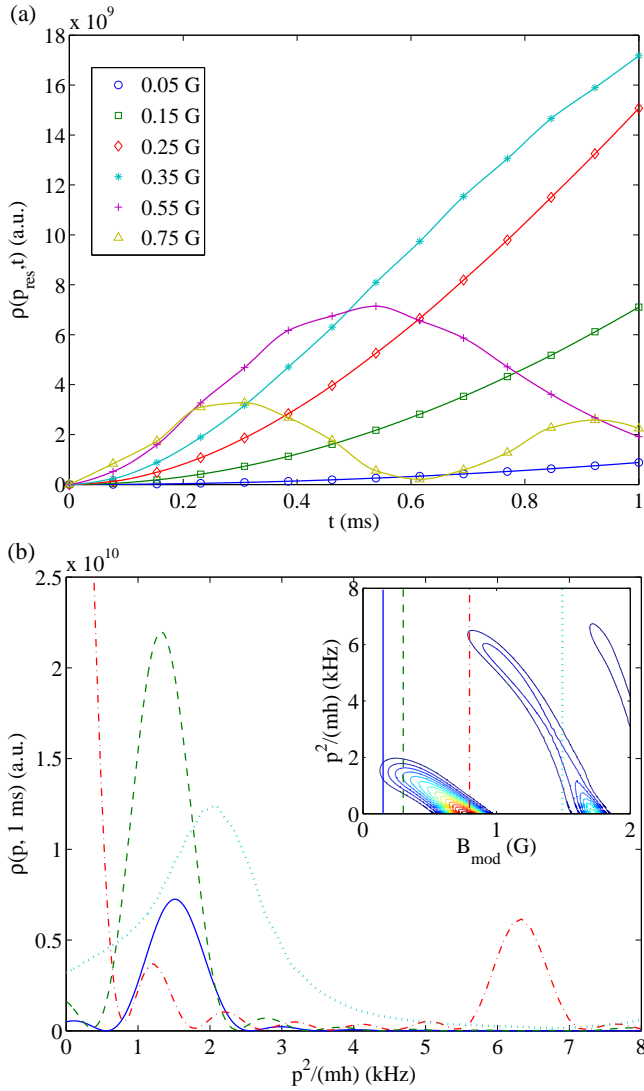 (a)
x 10^9
18
16
14
12
10
8
6
4
2
0
0.05 G
0.15 G
0.25 G
0.35 G
0.55 G
0.75 G
ρ(p_res,t) (a.u.)
0 0.2 0.4 0.6 0.8 1
t (ms)
(b)
x 10^10
2.5
2
1.5
1
0.5
0
ρ(p, 1 ms) (a.u.)
8
6
4
2
0
p^2/(mh) (kHz)
0 1 2
B_mod (G)
0 1 2 3 4 5 6 7 8
p^2/(mh) (kHz)